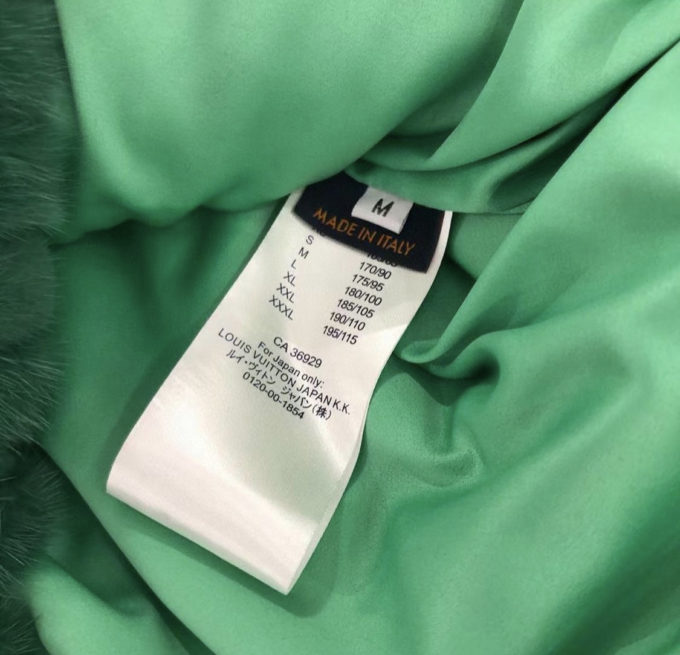 M
MADE IN ITALY
S
M 170/90
L 175/95
XL 180/100
XXL 185/105
XXXL 190/110
195/115
CA 36929
For Japan only:
LOUIS VUITTON JAPAN K.K.
ルイ・ヴィトン ジャパン(株)
0120-00-1854